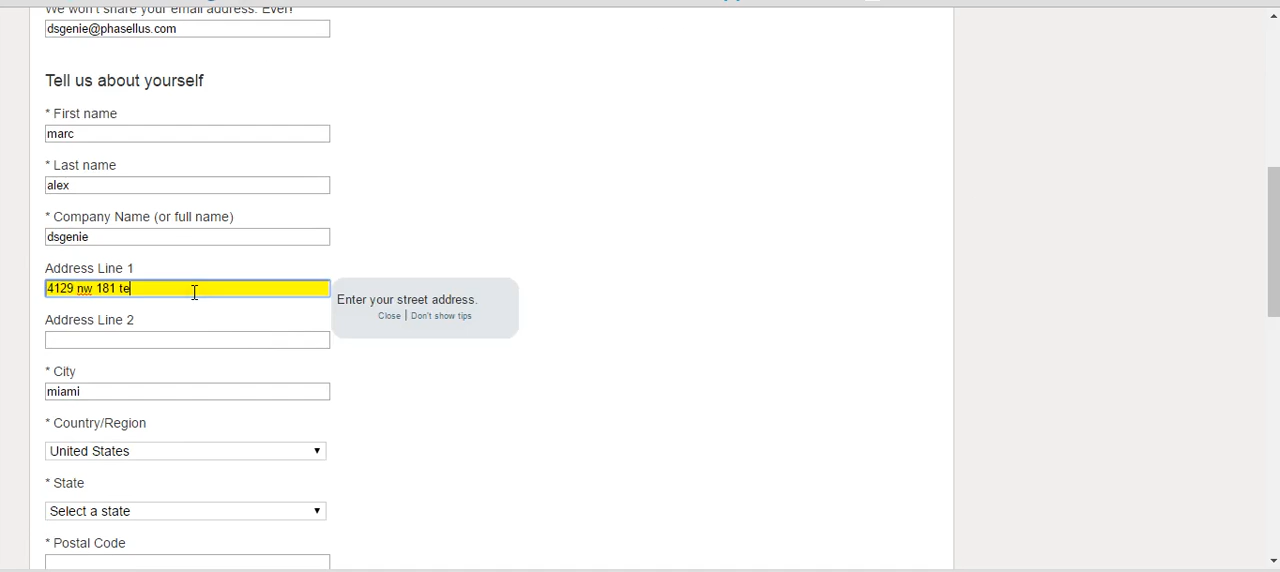 We won't share your email address. Ever!
dsgenie@phasellus.com
Tell us about yourself
* First name
marc
* Last name
alex
* Company Name (or full name)
dsgenie
Address Line 1
4129 nw 181 te
Enter your street address.
Close | Don't show tips
Address Line 2
* City
miami
* Country/Region
United States
* State
Select a state
* Postal Code